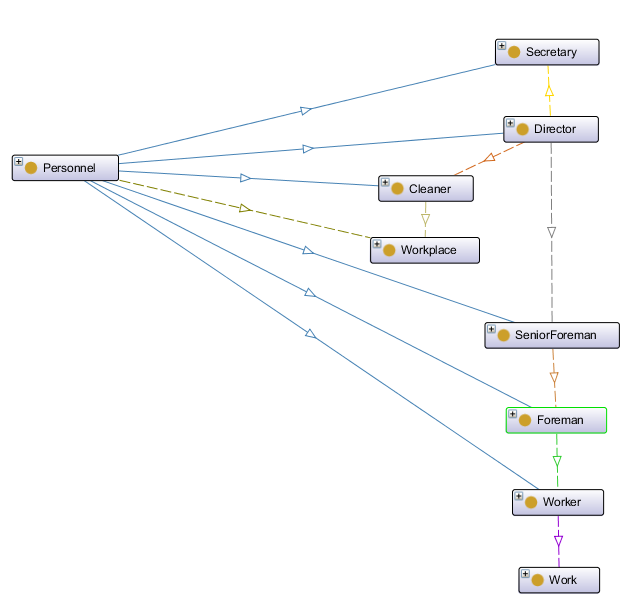 Secretary
Director
Personnel
Cleaner
Workplace
SeniorForeman
Foreman
Worker
Work